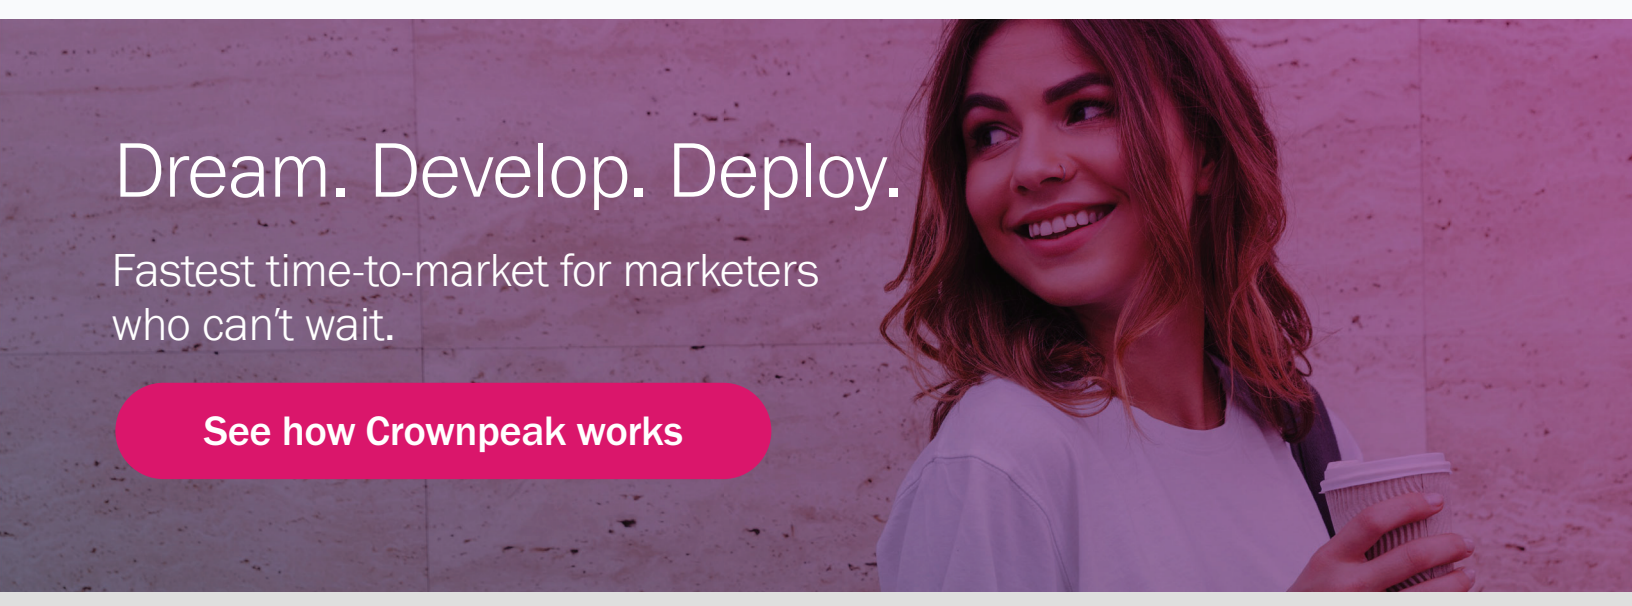 Dream. Develop. Deploy.
Fastest time-to-market for marketers
who can’t wait.
See how Crownpeak works